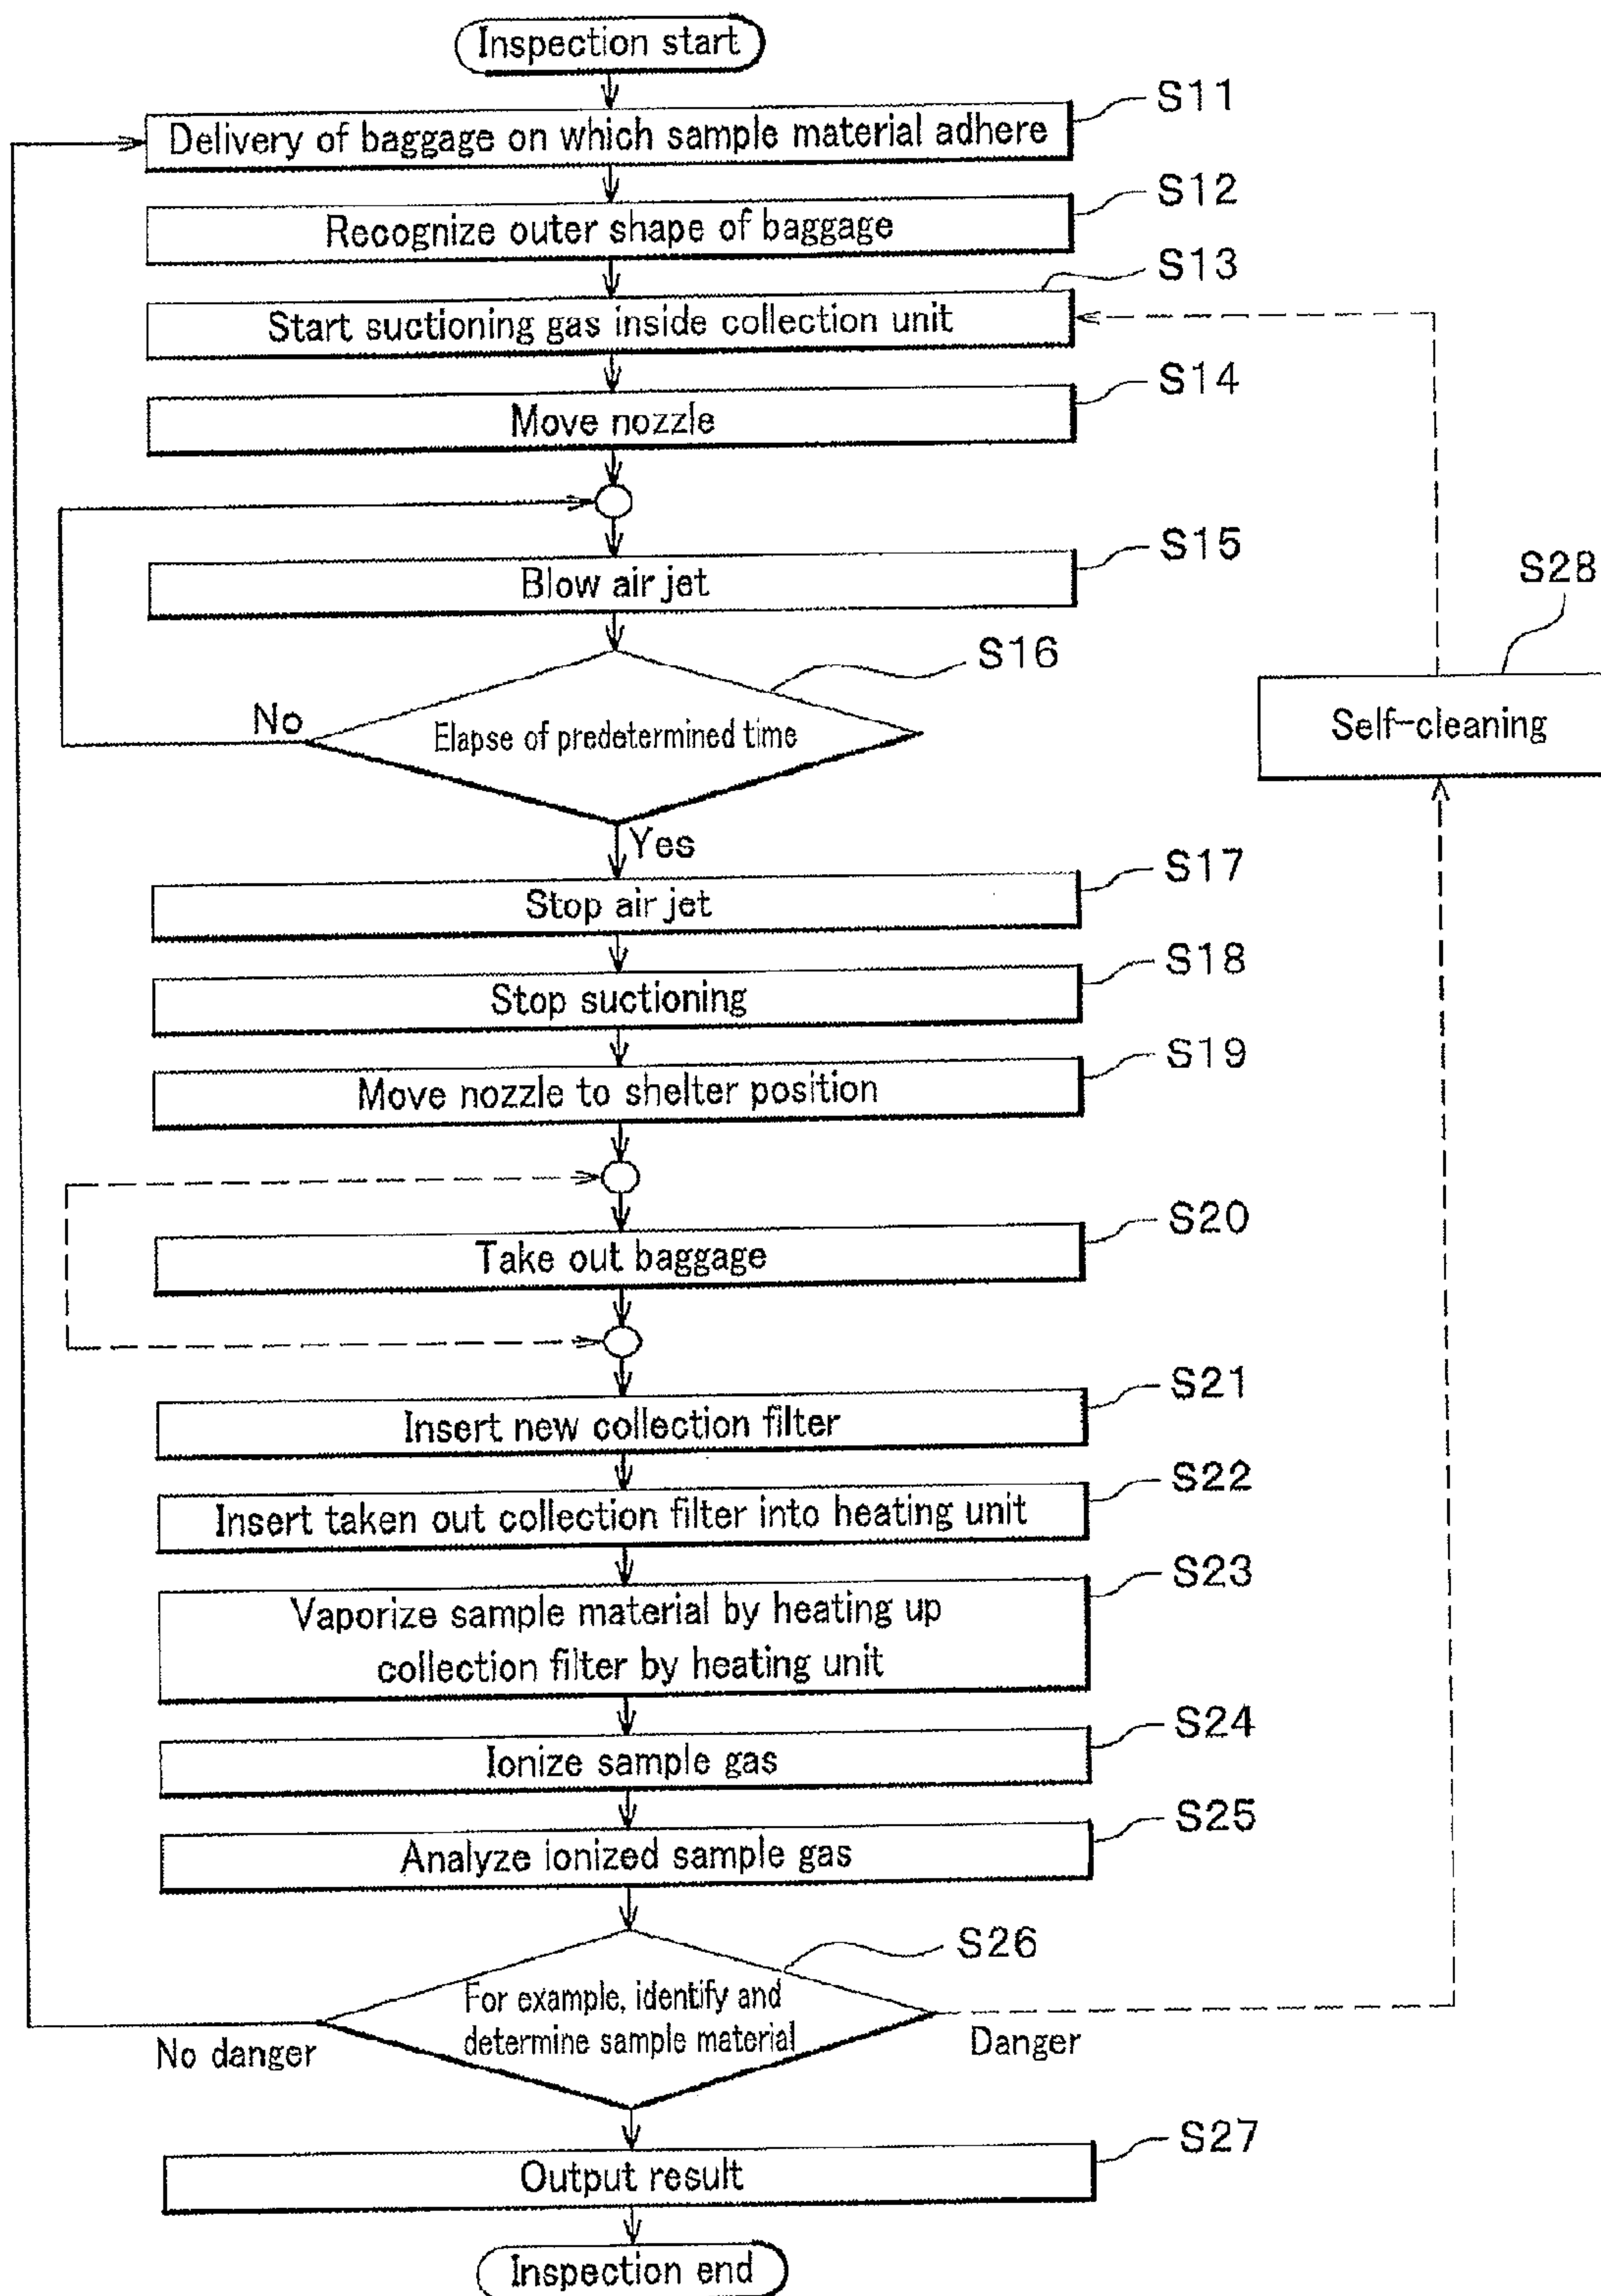 Inspection start
S11
Delivery of baggage on which sample material adhere
S12
Recognize outer shape of baggage
S13
Start suctioning gas inside collection unit
S14
Move nozzle
S15
Blow air jet
S28
S16
No
Elapse of predetermined time
Self-cleaning
Yes
S17
Stop air jet
S18
Stop suctioning
S19
Move nozzle to shelter position
S20
Take out baggage
S21
Insert new collection filter
S22
Insert taken out collection filter into heating unit
S23
Vaporize sample material by heating up
collection filter by heating unit
S24
Ionize sample gas
S25
Analyze ionized sample gas
S26
For example, identify and
determine sample material
No danger
Danger
S27
Output result
Inspection end